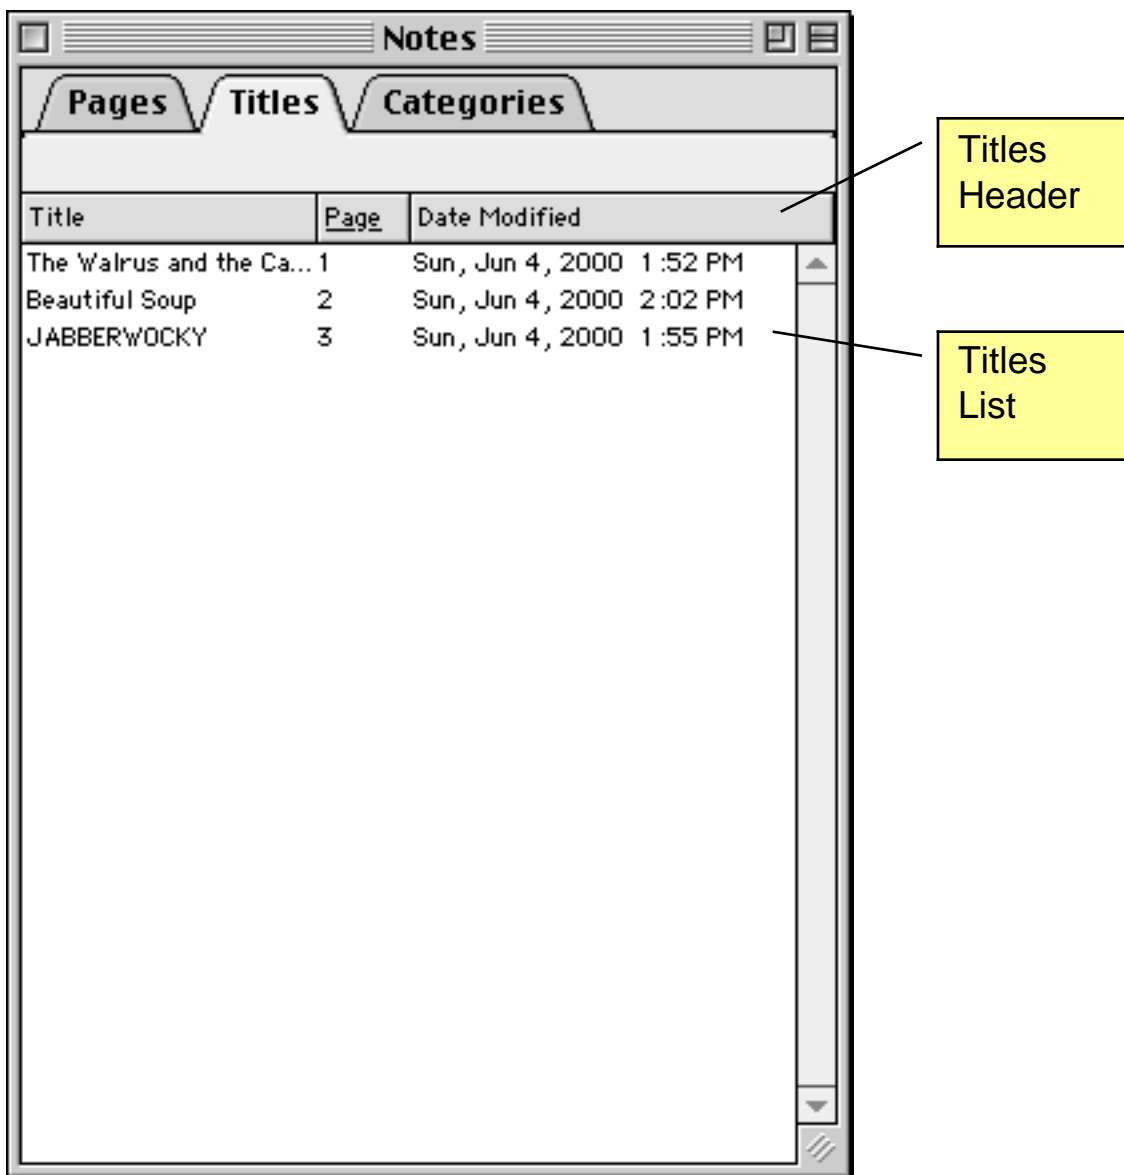 Notes
Pages Titles Categories
Title Page Date Modified
The Walrus and the Ca... 1 Sun, Jun 4, 2000 1:52 PM
Beautiful Soup 2 Sun, Jun 4, 2000 2:02 PM
JABBERWOCKY 3 Sun, Jun 4, 2000 1:55 PM
Titles
Header
Titles
List